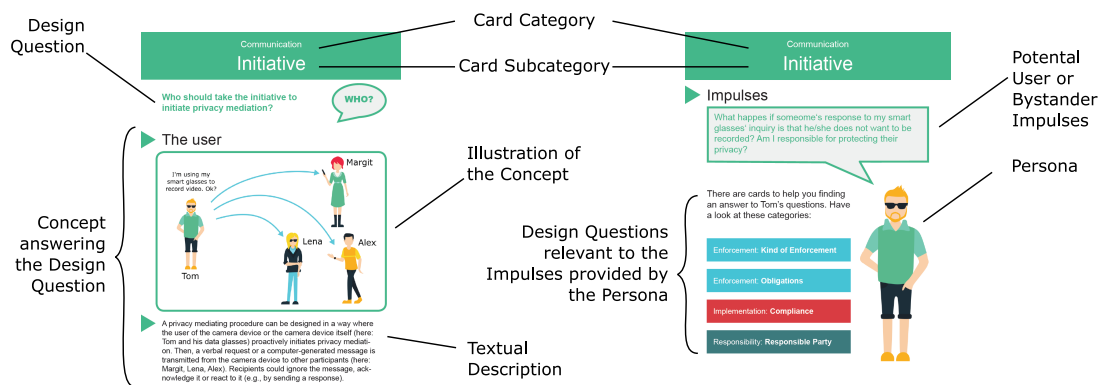 Design
Question
Card Category
Card Subcategory
Communication
Initiative
Who should take the initiative to
initiate privacy mediation?
WHO?
The user
I'm using my
smart glasses to
record video. Ok?
Margit
Lena
Alex
Tom
A privacy mediating procedure can be designed in a way where
the user of the camera device or the camera device itself (here:
Tom and his data glasses) proactively initiates privacy mediati-
on. Then, a verbal request or a computer-generated message is
transmitted from the camera device to other participants (here:
Margit, Lena, Alex). Recipients could ignore the message, ack-
nowledge it or react to it (e.g., by sending a response).
Concept
answering
the Design
Question
Illustration of
the Concept
Textual
Description
Communication
Initiative
Impulses
What happes if someone's response to my smart
glasses' inquiry is that he/she does not want to be
recorded? Am I responsible for protecting their
privacy?
There are cards to help you finding
an answer to Tom's questions. Have
a look at these categories:
Enforcement: Kind of Enforcement
Enforcement: Obligations
Implementation: Compliance
Responsibility: Responsible Party
Design Questions
relevant to the
Impulses provided by
the Persona
Potental
User or
Bystander
Impulses
Persona